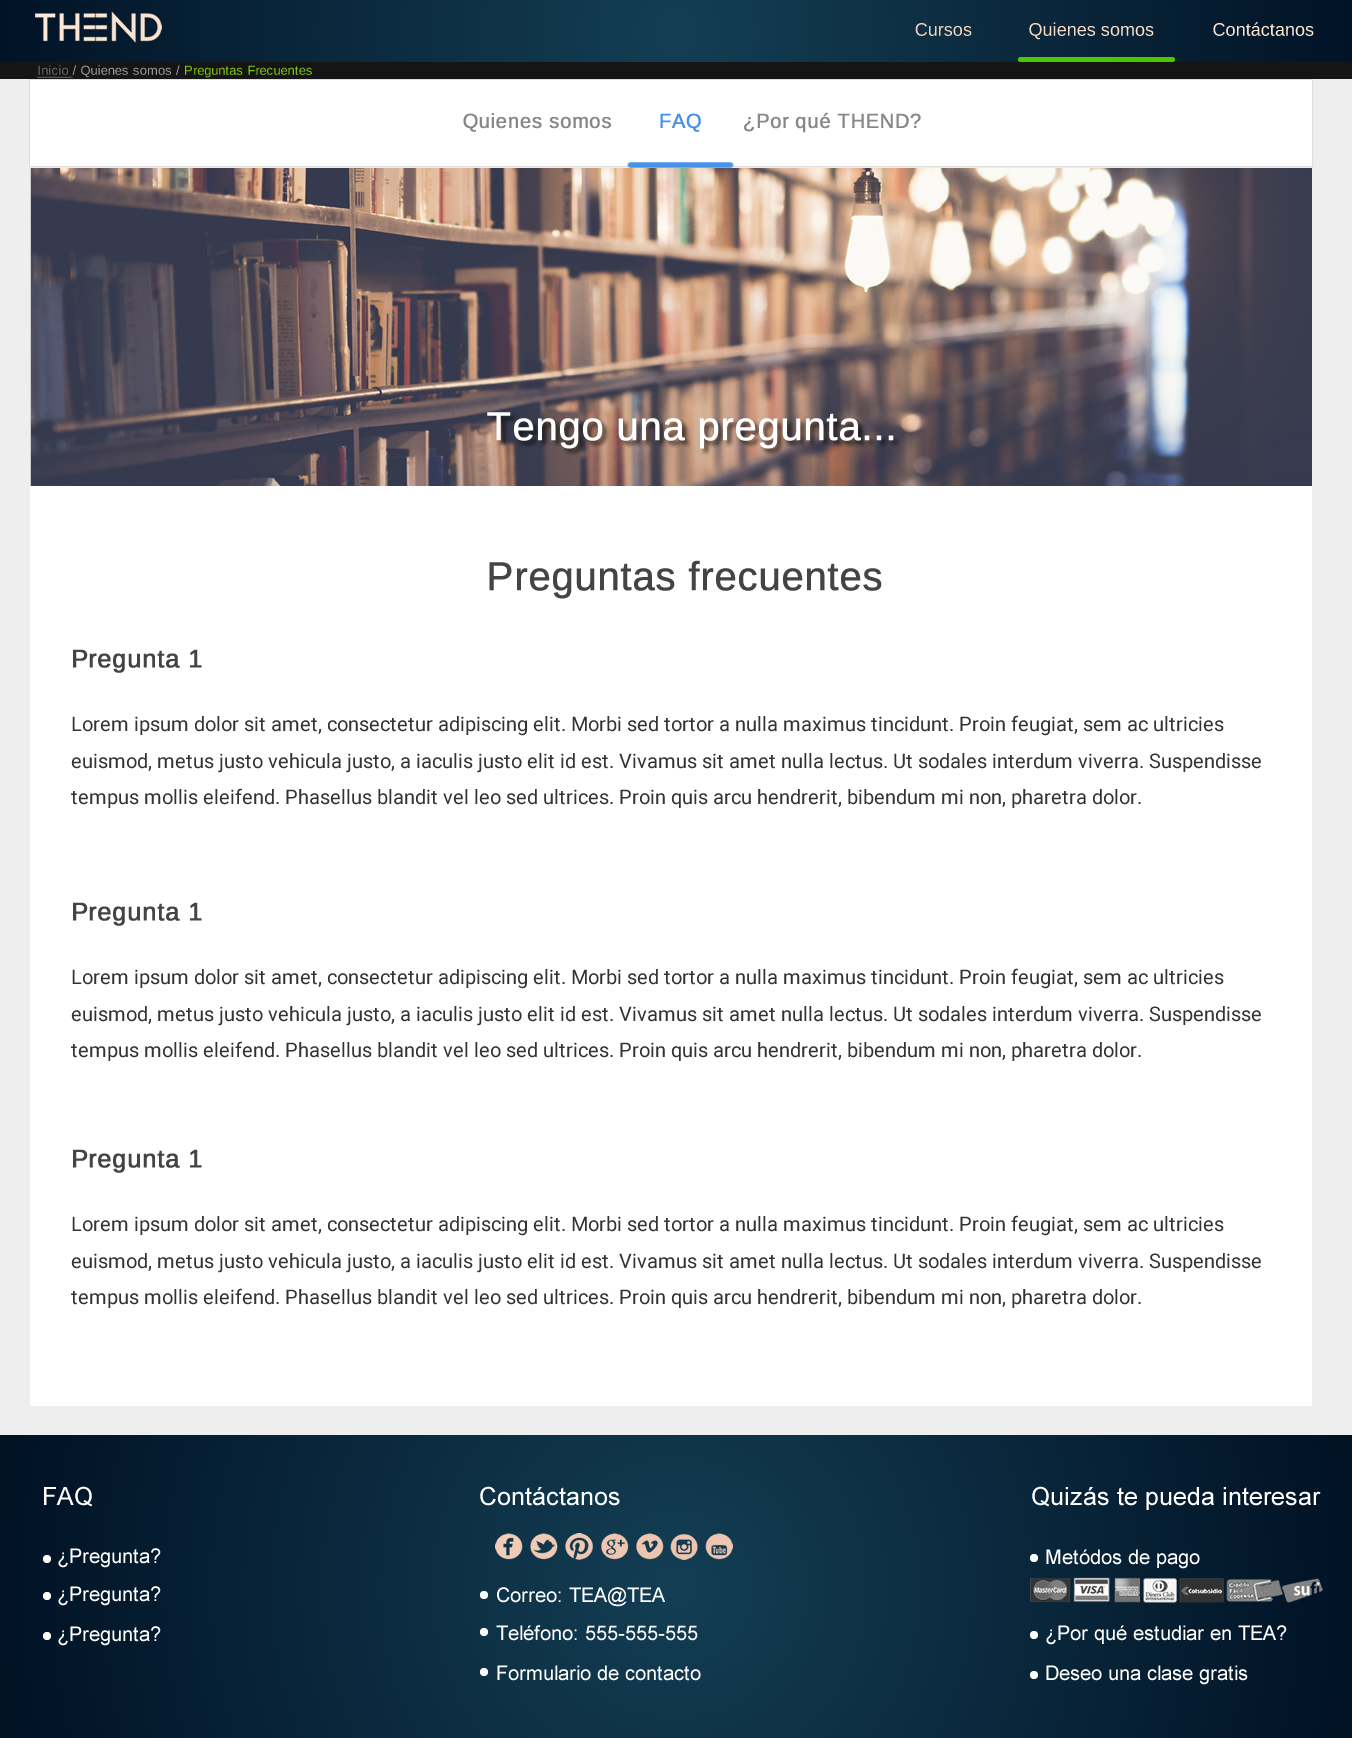 THEND
Cursos
Quienes somos
Contáctanos
Inicio / Quienes somos / Preguntas Frecuentes
Quienes somos
FAQ
¿Por qué THEND?
Tengo una pregunta...
Preguntas frecuentes
Pregunta 1
Lorem ipsum dolor sit amet, consectetur adipiscing elit. Morbi sed tortor a nulla maximus tincidunt. Proin feugiat, sem ac ultricies
euismod, metus justo vehicula justo, a iaculis justo elit id est. Vivamus sit amet nulla lectus. Ut sodales interdum viverra. Suspendisse
tempus mollis eleifend. Phasellus blandit vel leo sed ultrices. Proin quis arcu hendrerit, bibendum mi non, pharetra dolor.
Pregunta 1
Lorem ipsum dolor sit amet, consectetur adipiscing elit. Morbi sed tortor a nulla maximus tincidunt. Proin feugiat, sem ac ultricies
euismod, metus justo vehicula justo, a iaculis justo elit id est. Vivamus sit amet nulla lectus. Ut sodales interdum viverra. Suspendisse
tempus mollis eleifend. Phasellus blandit vel leo sed ultrices. Proin quis arcu hendrerit, bibendum mi non, pharetra dolor.
Pregunta 1
Lorem ipsum dolor sit amet, consectetur adipiscing elit. Morbi sed tortor a nulla maximus tincidunt. Proin feugiat, sem ac ultricies
euismod, metus justo vehicula justo, a iaculis justo elit id est. Vivamus sit amet nulla lectus. Ut sodales interdum viverra. Suspendisse
tempus mollis eleifend. Phasellus blandit vel leo sed ultrices. Proin quis arcu hendrerit, bibendum mi non, pharetra dolor.
FAQ
• ¿Pregunta?
• ¿Pregunta?
• ¿Pregunta?
Contáctanos
• Correo: TEA@TEA
• Teléfono: 555-555-555
• Formulario de contacto
Quizás te pueda interesar
• Metódos de pago
MasterCard VISA Diners Club Colsubsidio
• ¿Por qué estudiar en TEA?
• Deseo una clase gratis